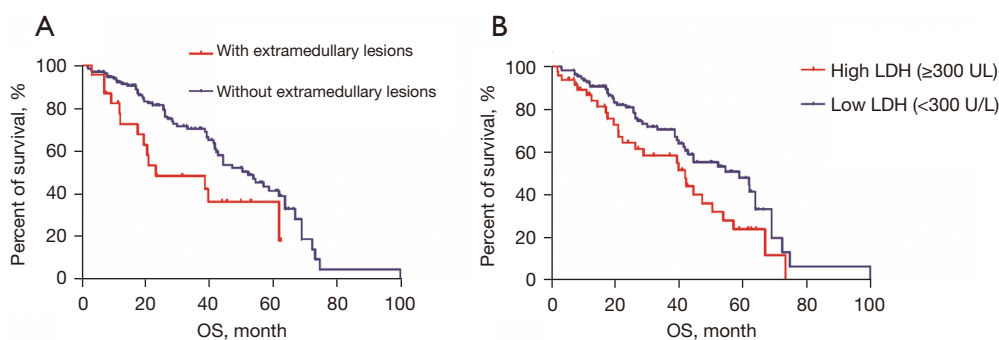 A
With extramedullary lesions
Without extramedullary lesions
Percent of survival, %
100
80
60
40
20
0
0 20 40 60 80 100
OS, month
B
High LDH (≥300 UL)
Low LDH (<300 U/L)
Percent of survival, %
100
80
60
40
20
0
0 20 40 60 80 100
OS, month